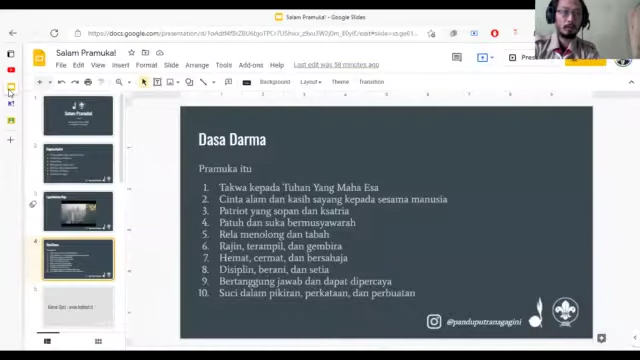 Salam Pramuka! - Google Slides
Salam Pramuka!
File Edit View Insert Format Slide Arrange Tools Add-ons Help Last edit was 58 minutes ago
Background Layout Theme Transition
Salam Pramuka!
Dasa Darma
Pramuka itu
1. Takwa kepada Tuhan Yang Maha Esa
2. Cinta alam dan kasih sayang kepada sesama manusia
3. Patriot yang sopan dan ksatria
4. Patuh dan suka bermusyawarah
5. Rela menolong dan tabah
6. Rajin, terampil, dan gembira
7. Hemat, cermat, dan bersahaja
8. Disiplin, berani, dan setia
9. Bertanggung jawab dan dapat dipercaya
10. Suci dalam pikiran, perkataan, dan perbuatan
@panduputranagagini